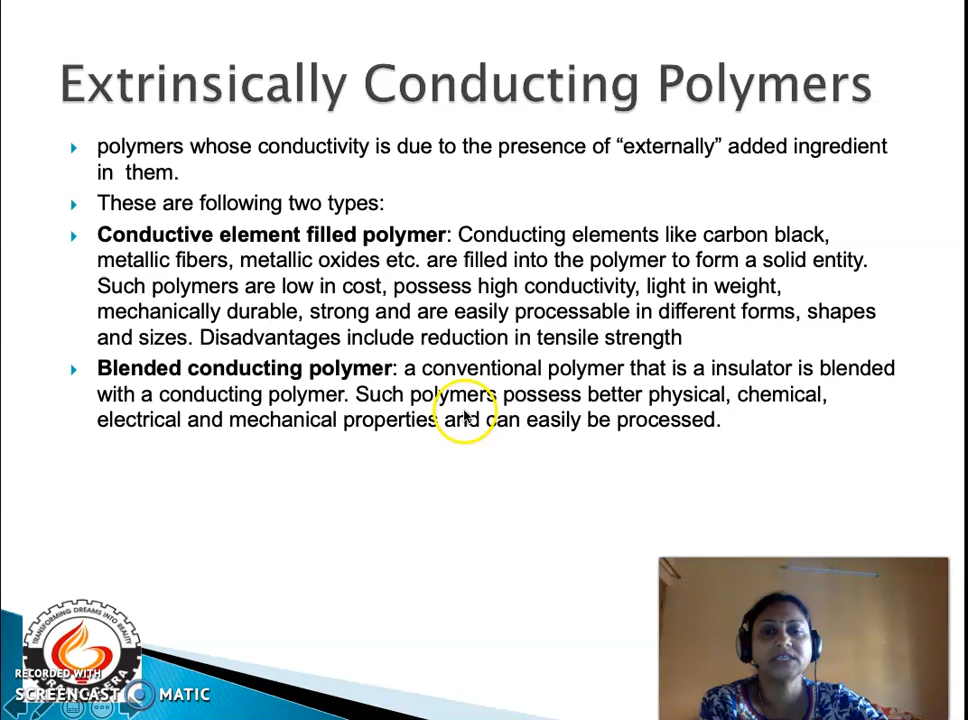 Extrinsically Conducting Polymers
polymers whose conductivity is due to the presence of “externally” added ingredient
in them.
These are following two types:
Conductive element filled polymer: Conducting elements like carbon black,
metallic fibers, metallic oxides etc. are filled into the polymer to form a solid entity.
Such polymers are low in cost, possess high conductivity, light in weight,
mechanically durable, strong and are easily processable in different forms, shapes
and sizes. Disadvantages include reduction in tensile strength
Blended conducting polymer: a conventional polymer that is a insulator is blended
with a conducting polymer. Such polymers possess better physical, chemical,
electrical and mechanical properties and can easily be processed.
TRANSFORMING DREAMS INTO REALITY
RECORDED WITH
SCREENCAST MATIC